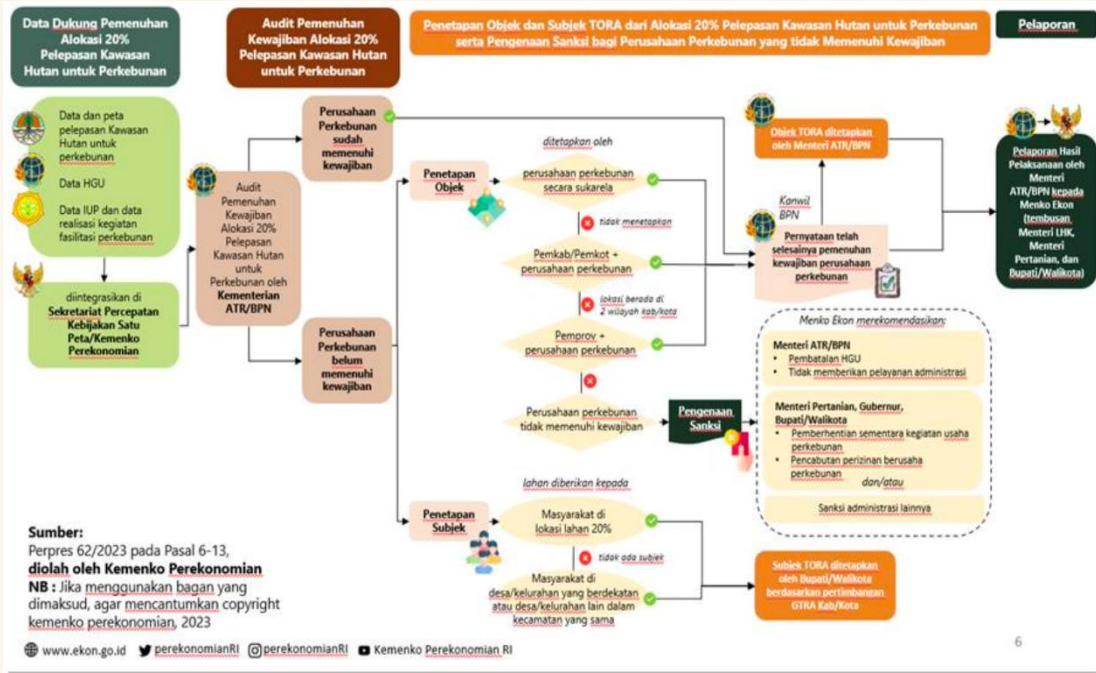 Data Dukung Pemenuhan
Alokasi 20%
Pelepasan Kawasan
Hutan untuk Perkebunan
Audit Pemenuhan
Kewajiban Alokasi 20%
Pelepasan Kawasan Hutan
untuk Perkebunan
Penetapan Objek dan Subjek TORA dari Alokasi 20% Pelepasan Kawasan Hutan untuk Perkebunan
serta Pengenaan Sanksi bagi Perusahaan Perkebunan yang tidak Memenuhi Kewajiban
Pelaporan
Data dan peta
pelepasan Kawasan
Hutan untuk
perkebunan
Data HGU
Data IUP dan data
realisasi kegiatan
fasilitasi perkebunan
diintegrasikan di
Sekretariat Percepatan
Kebijakan Satu
Peta/Kemenko
Perekonomian
Audit
Pemenuhan
Kewajiban
Alokasi 20%
Pelepasan
Kawasan Hutan
untuk
Perkebunan oleh
Kementerian
ATR/BPN
Perusahaan
Perkebunan
sudah
memenuhi
kewajiban
Perusahaan
Perkebunan
belum
memenuhi
kewajiban
Penetapan
Objek
ditetapkan oleh
perusahaan perkebunan
secara sukarela
tidak menetapkan
Pemkab/Pemkot +
perusahaan perkebunan
lokasi berada di
2 wilayah kab/kota
Pemprov +
perusahaan perkebunan
Perusahaan perkebunan
tidak memenuhi kewajiban
Pengenaan
Sanksi
Objek TORA ditetapkan
oleh Menteri ATR/BPN
Kanwil
BPN
Pernyataan telah
selesainya pemenuhan
kewajiban perusahaan
perkebunan
Pelaporan Hasil
Pelaksanaan oleh
Menteri
ATR/BPN kepada
Menko Ekon
(tembusan
Menteri LHK,
Menteri
Pertanian, dan
Bupati/Walikota)
Menko Ekon merekomendasikan:
Menteri ATR/BPN
• Pembatalan HGU
• Tidak memberikan pelayanan administrasi
Menteri Pertanian, Gubernur,
Bupati/Walikota
• Pemberhentian sementara kegiatan usaha
perkebunan
• Pencabutan perizinan berusaha
perkebunan
dan/atau
Sanksi administrasi lainnya
Penetapan
Subjek
lahan diberikan kepada
Masyarakat di
lokasi lahan 20%
tidak ada subjek
Masyarakat di
desa/kelurahan yang berdekatan
atau desa/kelurahan lain dalam
kecamatan yang sama
Subjek TORA ditetapkan
oleh Bupati/Walikota
berdasarkan pertimbangan
GTRA Kab/Kota
Sumber:
Perpres 62/2023 pada Pasal 6-13,
diolah oleh Kemenko Perekonomian
NB : Jika menggunakan bagan yang
dimaksud, agar mencantumkan copyright
kemenko perekonomian, 2023
www.ekon.go.id perekonomianRI perekonomianRI Kemenko Perekonomian RI
6